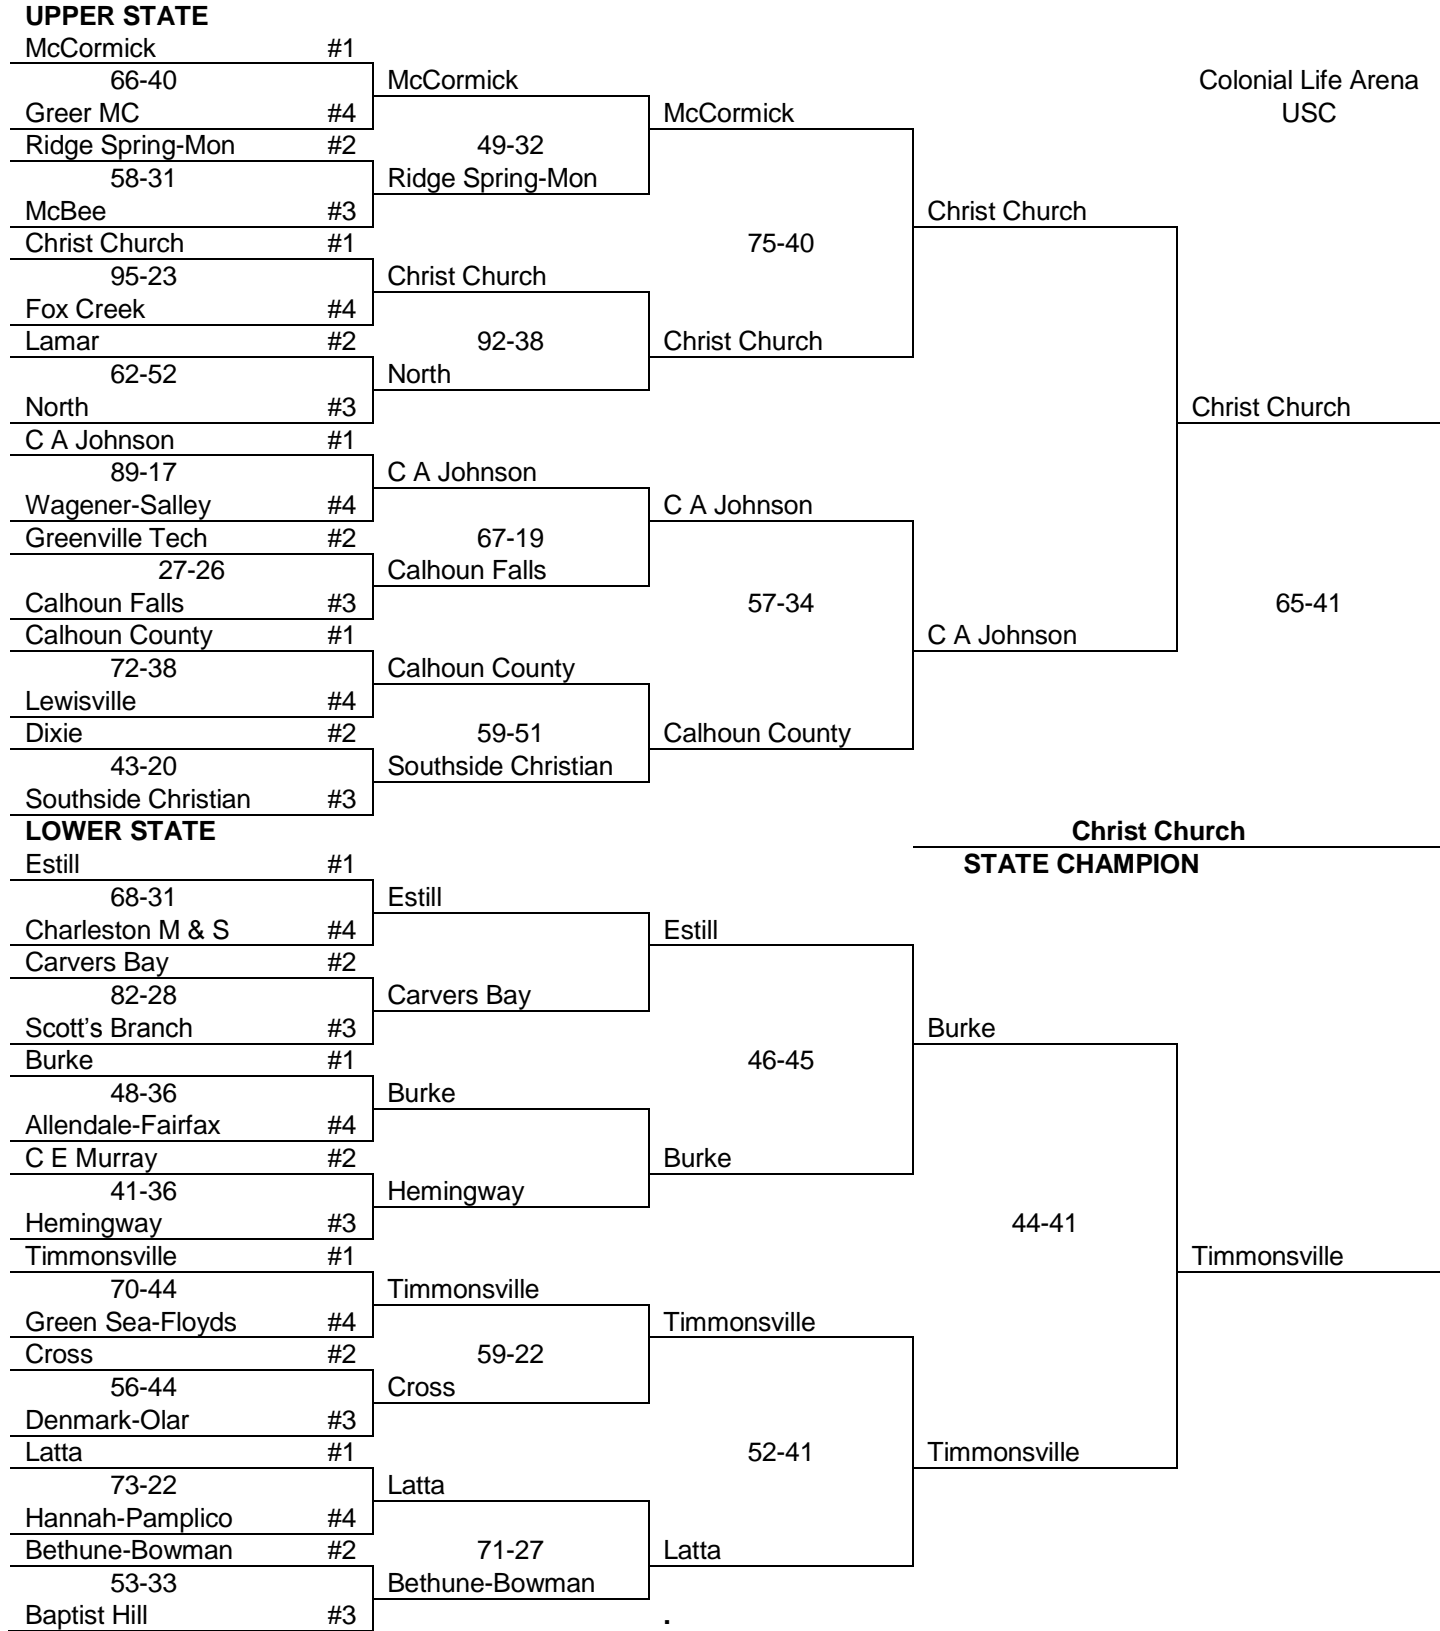 UPPER STATE
McCormick #1
66-40 McCormick Colonial Life Arena
Greer MC #4 McCormick USC
Ridge Spring-Mon #2 49-32
58-31 Ridge Spring-Mon
McBee #3 Christ Church
Christ Church #1 75-40
95-23 Christ Church
Fox Creek #4
Lamar #2 92-38 Christ Church
62-52 North
North #3 Christ Church
C A Johnson #1
89-17 C A Johnson
Wagener-Salley #4 C A Johnson
Greenville Tech #2 67-19
27-26 Calhoun Falls
Calhoun Falls #3 57-34 65-41
Calhoun County #1 C A Johnson
72-38 Calhoun County
Lewisville #4
Dixie #2 59-51 Calhoun County
43-20 Southside Christian
Southside Christian #3
LOWER STATE Christ Church
Estill #1 STATE CHAMPION
68-31 Estill
Charleston M & S #4 Estill
Carvers Bay #2
82-28 Carvers Bay
Scott's Branch #3 Burke
Burke #1 46-45
48-36 Burke
Allendale-Fairfax #4
C E Murray #2 Burke
41-36 Hemingway
Hemingway #3 44-41
Timmonsville #1 Timmonsville
70-44 Timmonsville
Green Sea-Floyds #4 Timmonsville
Cross #2 59-22
56-44 Cross
Denmark-Olar #3
Latta #1 52-41 Timmonsville
73-22 Latta
Hannah-Pamplico #4
Bethune-Bowman #2 71-27 Latta
53-33 Bethune-Bowman
Baptist Hill #3 .